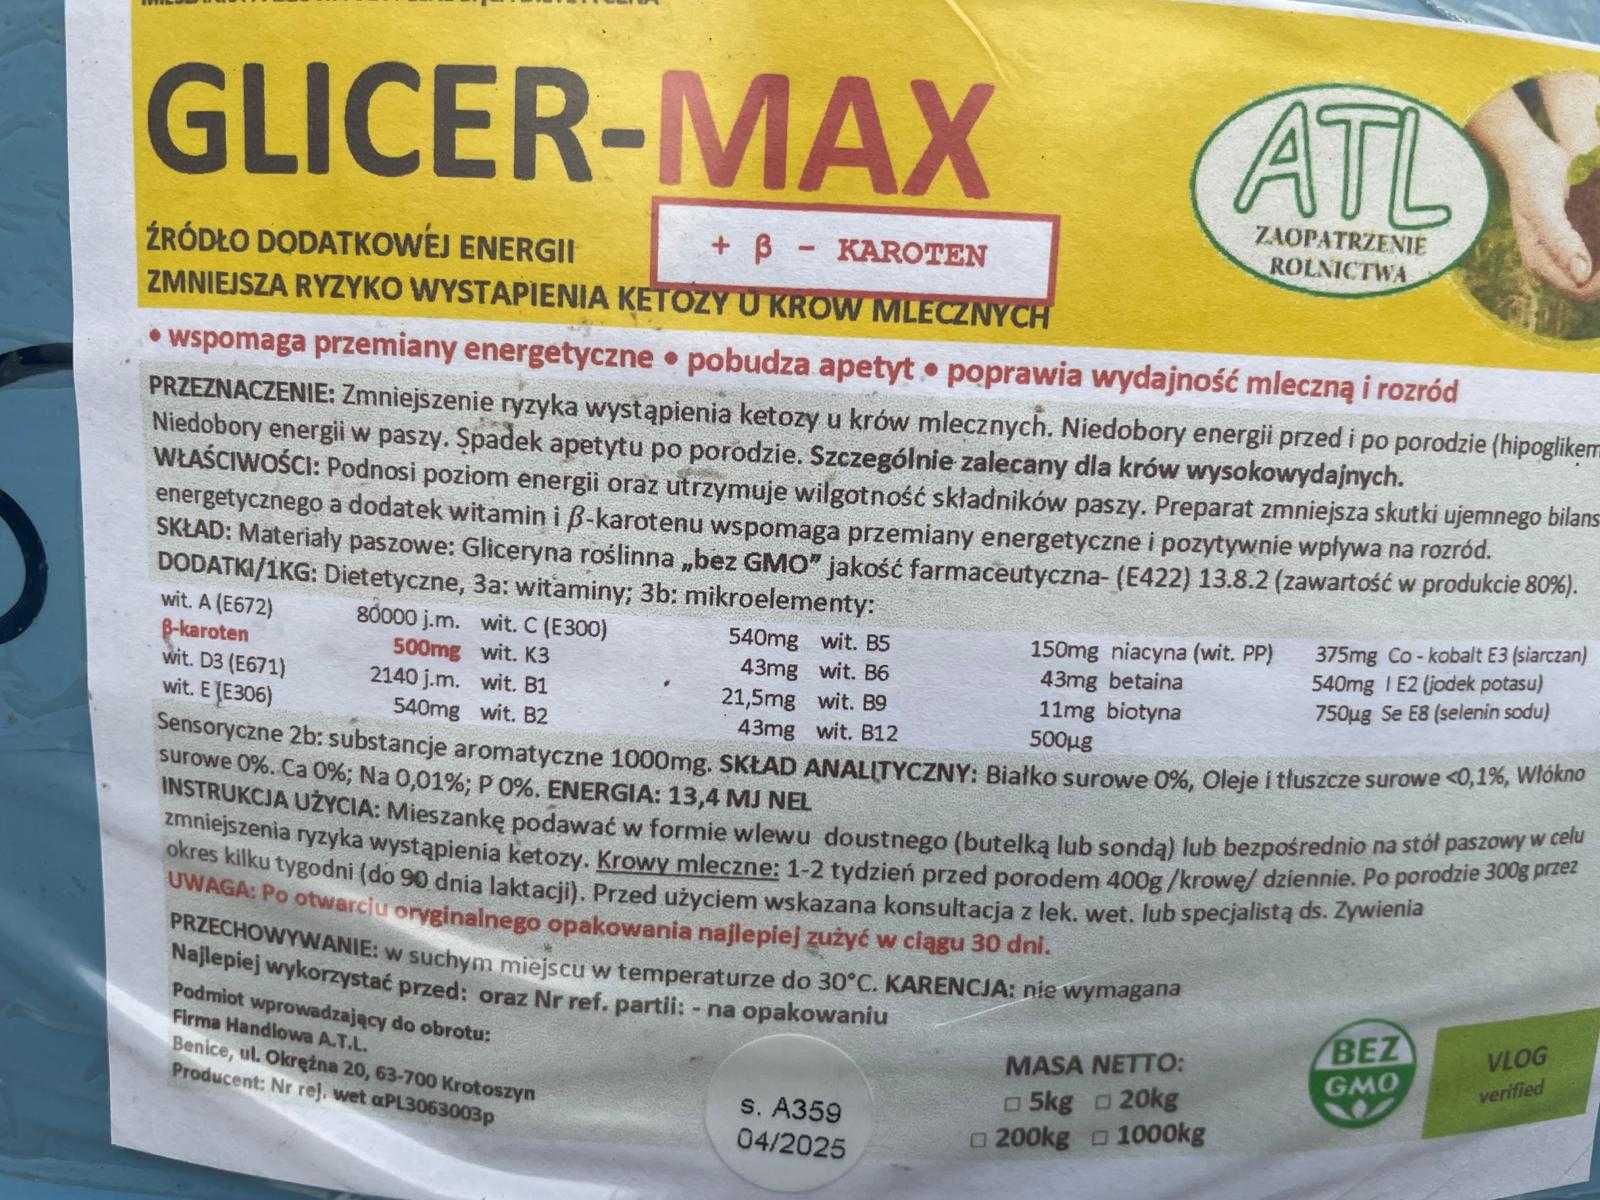 GLICER-MAX
+ β - KAROTEN
ATL
ZAOPATRZENIE
ROLNICTWA
ŹRÓDŁO DODATKOWEJ ENERGII
ZMNIEJSZA RYZYKO WYSTAPIENIA KETOZY U KRÓW MLECZNYCH
• wspomaga przemiany energetyczne • pobudza apetyt • poprawia wydajność mleczną i rozród
PRZEZNACZENIE: Zmniejszenie ryzyka wystąpienia ketozy u krów mlecznych. Niedobory energii przed i po porodzie (hipoglikem
Niedobory energii w paszy. Spadek apetytu po porodzie. Szczególnie zalecany dla krów wysokowydajnych.
WŁAŚCIWOŚCI: Podnosi poziom energii oraz utrzymuje wilgotność składników paszy. Preparat zmniejsza skutki ujemnego bilans
energetycznego a dodatek witamin i β-karotenu wspomaga przemiany energetyczne i pozytywnie wpływa na rozród.
SKŁAD: Materiały paszowe: Gliceryna roślinna „bez GMO" jakość farmaceutyczna- (E422) 13.8.2 (zawartość w produkcie 80%).
DODATKI/1KG: Dietetyczne, 3a: witaminy; 3b: mikroelementy:
wit. A (E672) 80000 j.m. wit. C (E300) 540mg wit. B5 150mg niacyna (wit. PP) 375mg Co - kobalt E3 (siarczan)
β-karoten 500mg wit. K3 43mg wit. B6 43mg betaina 540mg I E2 (jodek potasu)
wit. D3 (E671) 2140 j.m. wit. B1 21,5mg wit. B9 11mg biotyna 750µg Se E8 (selenin sodu)
wit. E (E306) 540mg wit. B2 43mg wit. B12 500µg
Sensoryczne 2b: substancje aromatyczne 1000mg. SKŁAD ANALITYCZNY: Białko surowe 0%, Oleje i tłuszcze surowe <0,1%, Włókno
surowe 0%. Ca 0%; Na 0,01%; P 0%. ENERGIA: 13,4 MJ NEL
INSTRUKCJA UŻYCIA: Mieszankę podawać w formie wlewu doustnego (butelką lub sondą) lub bezpośrednio na stół paszowy w celu
zmniejszenia ryzyka wystąpienia ketozy. Krowy mleczne: 1-2 tydzień przed porodem 400g /krowę/ dziennie. Po porodzie 300g przez
okres kilku tygodni (do 90 dnia laktacji). Przed użyciem wskazana konsultacja z lek. wet. lub specjalistą ds. Zywienia
UWAGA: Po otwarciu oryginalnego opakowania najlepiej zużyć w ciągu 30 dni.
PRZECHOWYWANIE: w suchym miejscu w temperaturze do 30°C. KARENCJA: nie wymagana
Najlepiej wykorzystać przed: oraz Nr ref. partii: - na opakowaniu
Podmiot wprowadzający do obrotu:
Firma Handlowa A.T.L.
Benice, ul. Okrężna 20, 63-700 Krotoszyn
Producent: Nr rej. wet αPL3063003p
s. A359
04/2025
MASA NETTO:
□ 5kg □ 20kg
□ 200kg □ 1000kg
BEZ
GMO
VLOG
verified